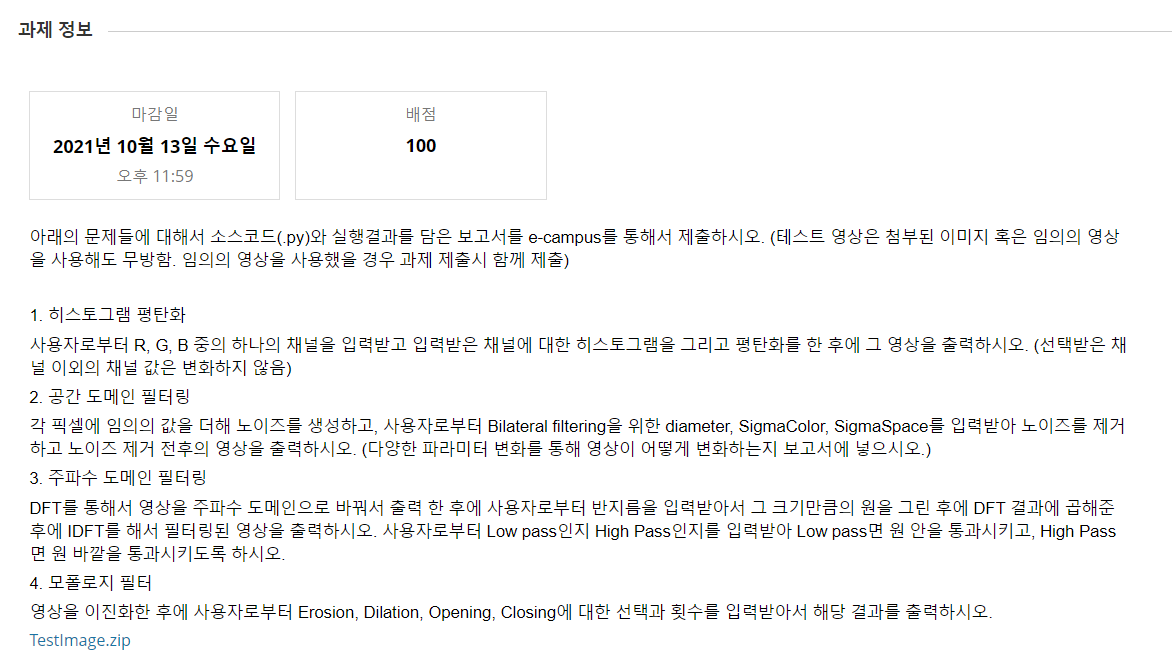 과제 정보
마감일
2021년 10월 13일 수요일
오후 11:59
배점
100
아래의 문제들에 대해서 소스코드(.py)와 실행결과를 담은 보고서를 e-campus를 통해서 제출하시오. (테스트 영상은 첨부된 이미지 혹은 임의의 영상
을 사용해도 무방함. 임의의 영상을 사용했을 경우 과제 제출시 함께 제출)
1. 히스토그램 평탄화
사용자로부터 R, G, B 중의 하나의 채널을 입력받고 입력받은 채널에 대한 히스토그램을 그리고 평탄화를 한 후에 그 영상을 출력하시오. (선택받은 채
널 이외의 채널 값은 변화하지 않음)
2. 공간 도메인 필터링
각 픽셀에 임의의 값을 더해 노이즈를 생성하고, 사용자로부터 Bilateral filtering을 위한 diameter, SigmaColor, SigmaSpace를 입력받아 노이즈를 제거
하고 노이즈 제거 전후의 영상을 출력하시오. (다양한 파라미터 변화를 통해 영상이 어떻게 변화하는지 보고서에 넣으시오.)
3. 주파수 도메인 필터링
DFT를 통해서 영상을 주파수 도메인으로 바꿔서 출력 한 후에 사용자로부터 반지름을 입력받아서 그 크기만큼의 원을 그린 후에 DFT 결과에 곱해준
후에 IDFT를 해서 필터링된 영상을 출력하시오. 사용자로부터 Low pass인지 High Pass인지를 입력받아 Low pass면 원 안을 통과시키고, High Pass
면 원 바깥을 통과시키도록 하시오.
4. 모폴로지 필터
영상을 이진화한 후에 사용자로부터 Erosion, Dilation, Opening, Closing에 대한 선택과 횟수를 입력받아서 해당 결과를 출력하시오.
TestImage.zip